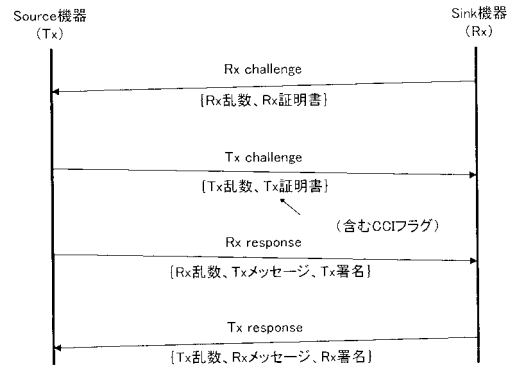 Source機器
(Tx)
Sink機器
(Rx)
Rx challenge
{Rx乱数、Rx証明書}
Tx challenge
{Tx乱数、Tx証明書}
(含むCCIフラグ)
Rx response
{Rx乱数、Txメッセージ、Tx署名}
Tx response
{Tx乱数、Rxメッセージ、Rx署名}